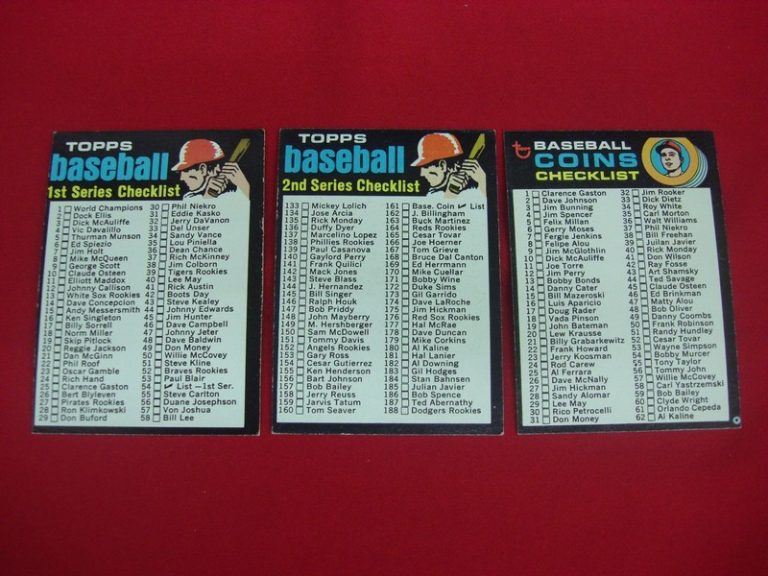 TOPPS
baseball
1st Series Checklist
1 World Champions
2 Dock Ellis
3 Dick McAuliffe
4 Vic Davalillo
5 Thurman Munson
6 Ed Spiezio
7 Jim Holt
8 Mike McQueen
9 George Scott
10 Claude Osteen
11 Elliott Maddox
12 Johnny Callison
13 White Sox Rookies
14 Dave Concepcion
15 Andy Messersmith
16 Ken Singleton
17 Billy Sorrell
18 Norm Miller
19 Skip Pitlock
20 Reggie Jackson
21 Dan McGinn
22 Phil Roof
23 Oscar Gamble
24 Rich Hand
25 Clarence Gaston
26 Bert Blyleven
27 Pirates Rookies
28 Ron Klimkowski
29 Don Buford
30 Phil Niekro
31 Eddie Kasko
32 Jerry DaVanon
33 Del Unser
34 Sandy Vance
35 Lou Piniella
36 Dean Chance
37 Rich McKinney
38 Jim Colborn
39 Tigers Rookies
40 Lee May
41 Rick Austin
42 Boots Day
43 Steve Kealey
44 Johnny Edwards
45 Jim Hunter
46 Dave Campbell
47 Johnny Jeter
48 Dave Baldwin
49 Don Money
50 Willie McCovey
51 Steve Kline
52 Braves Rookies
53 Paul Blair
54 ✓ List—1st Ser.
55 Steve Carlton
56 Duane Josephson
57 Von Joshua
58 Bill Lee
TOPPS
baseball
2nd Series Checklist
133 Mickey Lolich
134 Jose Arcia
135 Rick Monday
136 Duffy Dyer
137 Marcelino Lopez
138 Phillies Rookies
139 Paul Casanova
140 Gaylord Perry
141 Frank Quilici
142 Mack Jones
143 Steve Blass
144 J. Hernandez
145 Bill Singer
146 Ralph Houk
147 Bob Priddy
148 John Mayberry
149 M. Hershberger
150 Sam McDowell
151 Tommy Davis
152 Angels Rookies
153 Gary Ross
154 Cesar Gutierrez
155 Ken Henderson
156 Bart Johnson
157 Bob Bailey
158 Jerry Reuss
159 Jarvis Tatum
160 Tom Seaver
161 Base. Coin ✓ List
162 J. Billingham
163 Buck Martinez
164 Reds Rookies
165 Cesar Tovar
166 Joe Hoerner
167 Tom Grieve
168 Bruce Dal Canton
169 Ed Herrmann
170 Mike Cuellar
171 Bobby Wine
172 Duke Sims
173 Gil Garrido
174 Dave LaRoche
175 Jim Hickman
176 Red Sox Rookies
177 Hal McRae
178 Dave Duncan
179 Mike Corkins
180 Al Kaline
181 Hal Lanier
182 Al Downing
183 Gil Hodges
184 Stan Bahnsen
185 Julian Javier
186 Bob Spence
187 Ted Abernathy
188 Dodgers Rookies
Topps
BASEBALL
COINS
CHECKLIST
1 Clarence Gaston
2 Dave Johnson
3 Jim Bunning
4 Jim Spencer
5 Felix Millan
6 Gerry Moses
7 Fergie Jenkins
8 Felipe Alou
9 Jim McGlothlin
10 Dick McAuliffe
11 Joe Torre
12 Jim Perry
13 Bobby Bonds
14 Danny Cater
15 Bill Mazeroski
16 Luis Aparicio
17 Doug Rader
18 Vada Pinson
19 John Bateman
20 Lew Krausse
21 Billy Grabarkewitz
22 Frank Howard
23 Jerry Koosman
24 Rod Carew
25 Al Ferrara
26 Dave McNally
27 Jim Hickman
28 Sandy Alomar
29 Lee May
30 Rico Petrocelli
31 Don Money
32 Jim Rooker
33 Dick Dietz
34 Roy White
35 Carl Morton
36 Walt Williams
37 Phil Niekro
38 Bill Freehan
39 Julian Javier
40 Rick Monday
41 Don Wilson
42 Ray Fosse
43 Art Shamsky
44 Ted Savage
45 Claude Osteen
46 Ed Brinkman
47 Matty Alou
48 Bob Oliver
49 Danny Coombs
50 Frank Robinson
51 Randy Hundley
52 Cesar Tovar
53 Wayne Simpson
54 Bobby Murcer
55 Tony Taylor
56 Tommy John
57 Willie McCovey
58 Carl Yastrzemski
59 Bob Bailey
60 Clyde Wright
61 Orlando Cepeda
62 Al Kaline